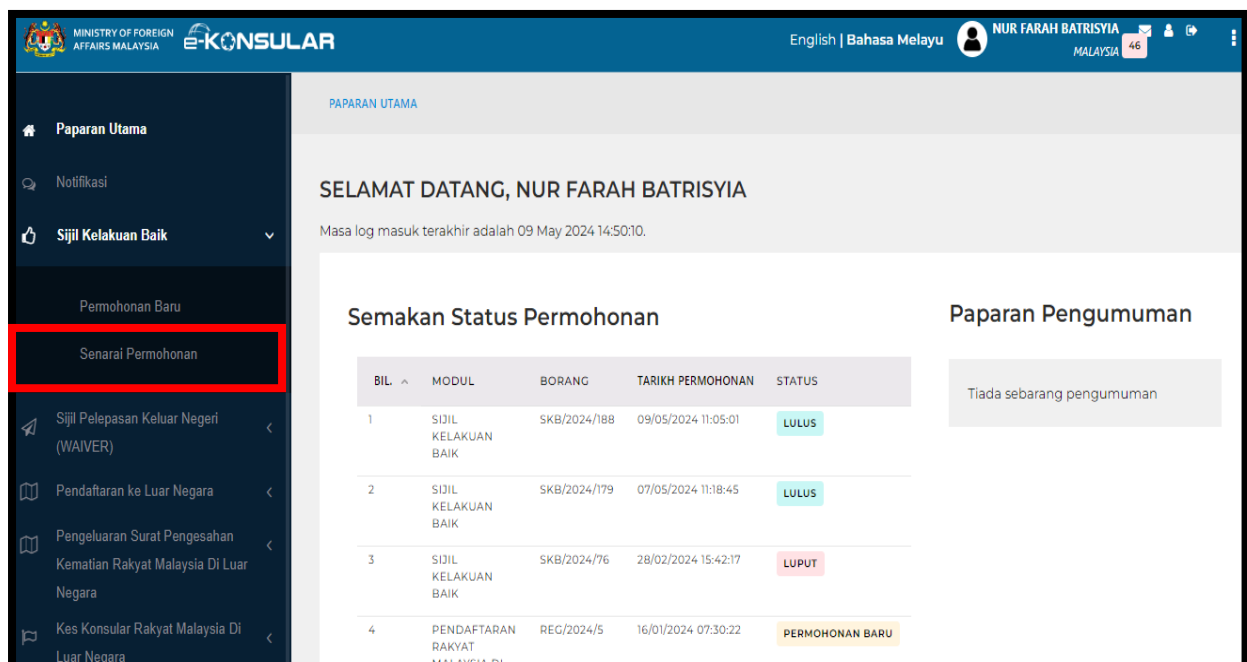 MINISTRY OF FOREIGN
AFFAIRS MALAYSIA
e-KONSULAR
English | Bahasa Melayu
NUR FARAH BATRISYIA
MALAYSIA
46
Paparan Utama
Notifikasi
Sijil Kelakuan Baik
Permohonan Baru
Senarai Permohonan
Sijil Pelepasan Keluar Negeri
(WAIVER)
Pendaftaran ke Luar Negara
Pengeluaran Surat Pengesahan
Kematian Rakyat Malaysia Di Luar
Negara
Kes Konsular Rakyat Malaysia Di
Luar Negara
PAPARAN UTAMA
SELAMAT DATANG, NUR FARAH BATRISYIA
Masa log masuk terakhir adalah 09 May 2024 14:50:10.
Semakan Status Permohonan
BIL. MODUL BORANG TARIKH PERMOHONAN STATUS
1 SIJIL SKB/2024/188 09/05/2024 11:05:01 LULUS
KELAKUAN
BAIK
2 SIJIL SKB/2024/179 07/05/2024 11:18:45 LULUS
KELAKUAN
BAIK
3 SIJIL SKB/2024/76 28/02/2024 15:42:17 LUPUT
KELAKUAN
BAIK
4 PENDAFTARAN REG/2024/5 16/01/2024 07:30:22 PERMOHONAN BARU
RAKYAT
MALAYSIA DI
Paparan Pengumuman
Tiada sebarang pengumuman